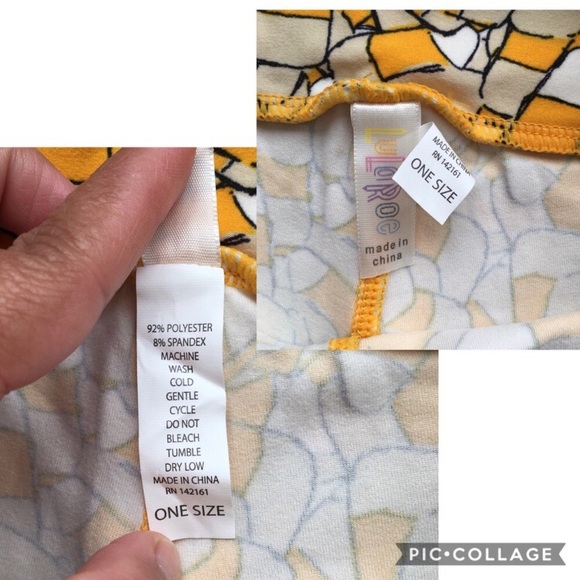 LuLaRoe
made in
china
MADE IN CHINA
RN 142161
ONE SIZE
92% POLYESTER
8% SPANDEX
MACHINE
WASH
COLD
GENTLE
CYCLE
DO NOT
BLEACH
TUMBLE
DRY LOW
MADE IN CHINA
RN 142161
ONE SIZE
PIC•COLLAGE